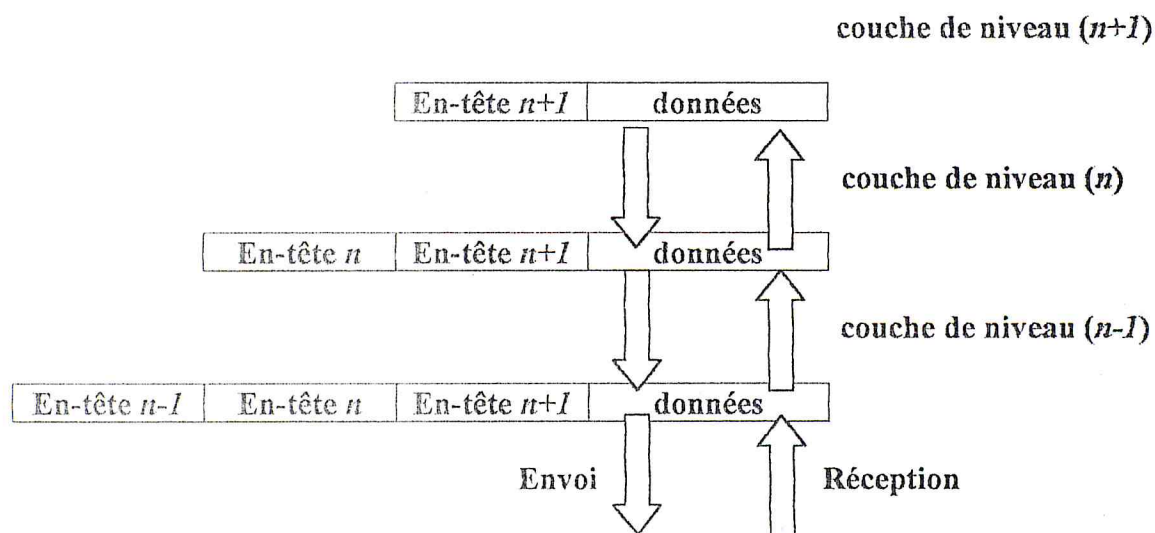 couche de niveau (n+1)
En-tête n+1 données
couche de niveau (n)
En-tête n En-tête n+1 données
couche de niveau (n-1)
En-tête n-1 En-tête n En-tête n+1 données
Envoi Réception